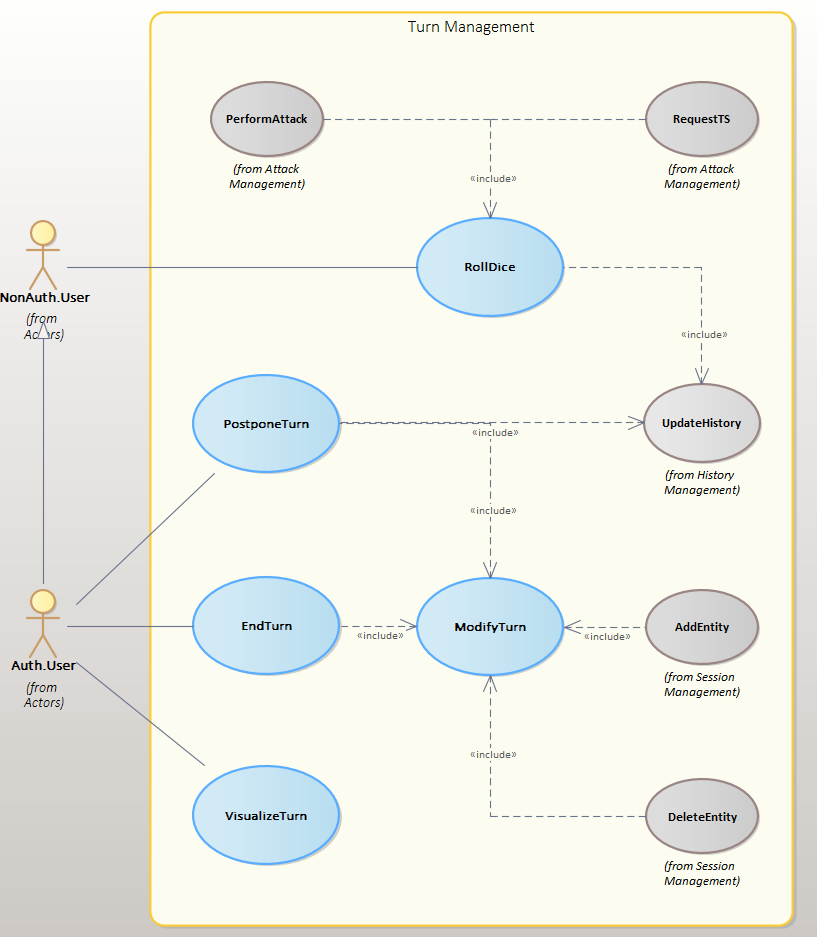 Turn Management
PerformAttack
RequestTS
(from Attack
Management)
(from Attack
Management)
«include»
RollDice
NonAuth.User
(from
Actors)
«include»
PostponeTurn
«include»
UpdateHistory
(from History
Management)
«include»
EndTurn
«include»
ModifyTurn
«include»
AddEntity
(from Session
Management)
Auth.User
(from
Actors)
«include»
VisualizeTurn
DeleteEntity
(from Session
Management)